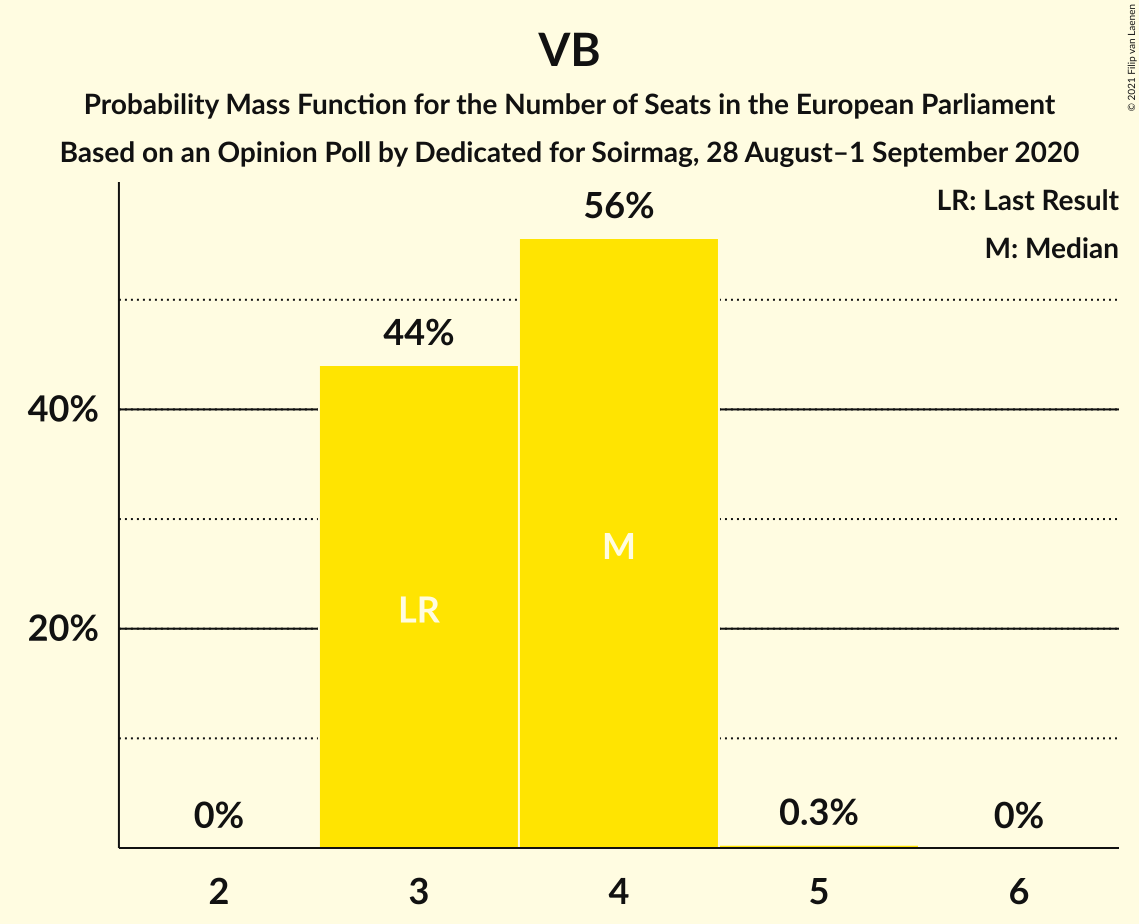 VB
Probability Mass Function for the Number of Seats in the European Parliament
Based on an Opinion Poll by Dedicated for Soirmag, 28 August–1 September 2020
© 2021 Filip van Laenen
LR: Last Result
M: Median
56%
44%
40%
M
LR
20%
0%
0.3%
0%
2
3
4
5
6